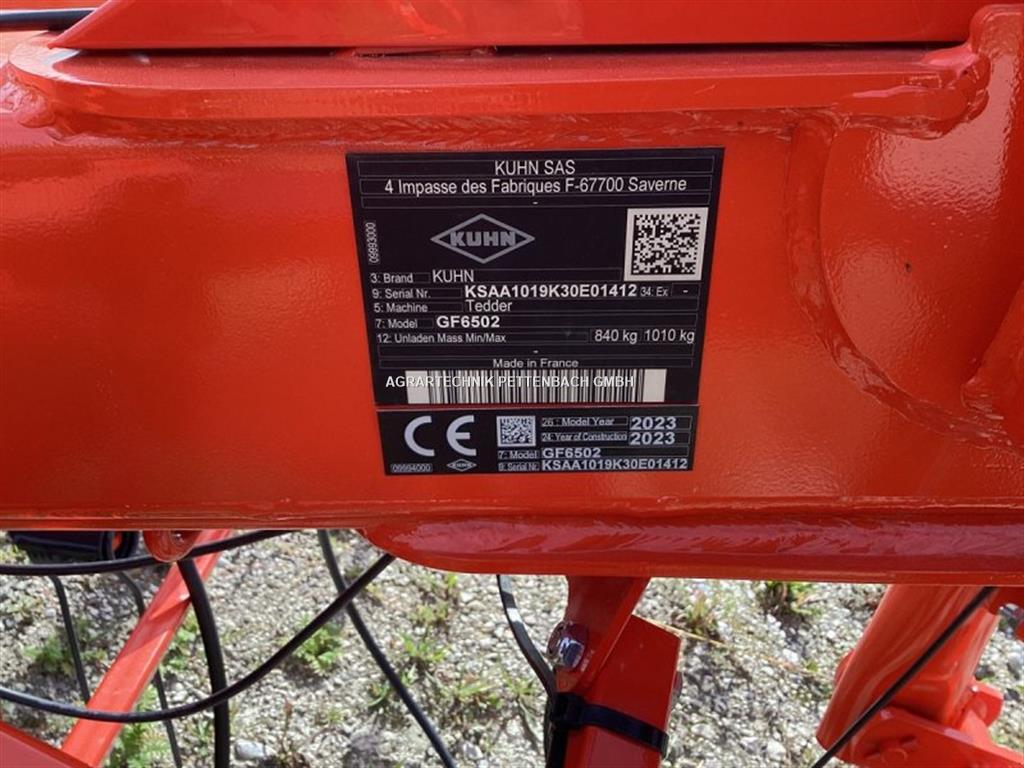 KUHN SAS
4 Impasse des Fabriques F-67700 Saverne
09993000
KUHN
3: Brand KUHN
9: Serial Nr. KSAA1019K30E01412 34: Ex -
5: Machine Tedder
7: Model GF6502
12: Unladen Mass Min/Max 840 kg 1010 kg
-
Made in France
AGRARTECHNIK PETTENBACH GMBH
CE
26: Model Year 2023
24: Year of Construction 2023
7: Model GF6502
09994000 KUHN 9: Serial Nr. KSAA1019K30E01412